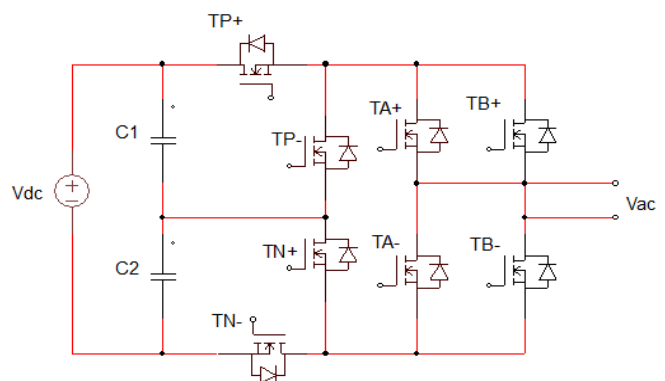 TP+
TA+
TB+
C1
TP-
Vdc
Vac
TN+
TA-
TB-
C2
TN-